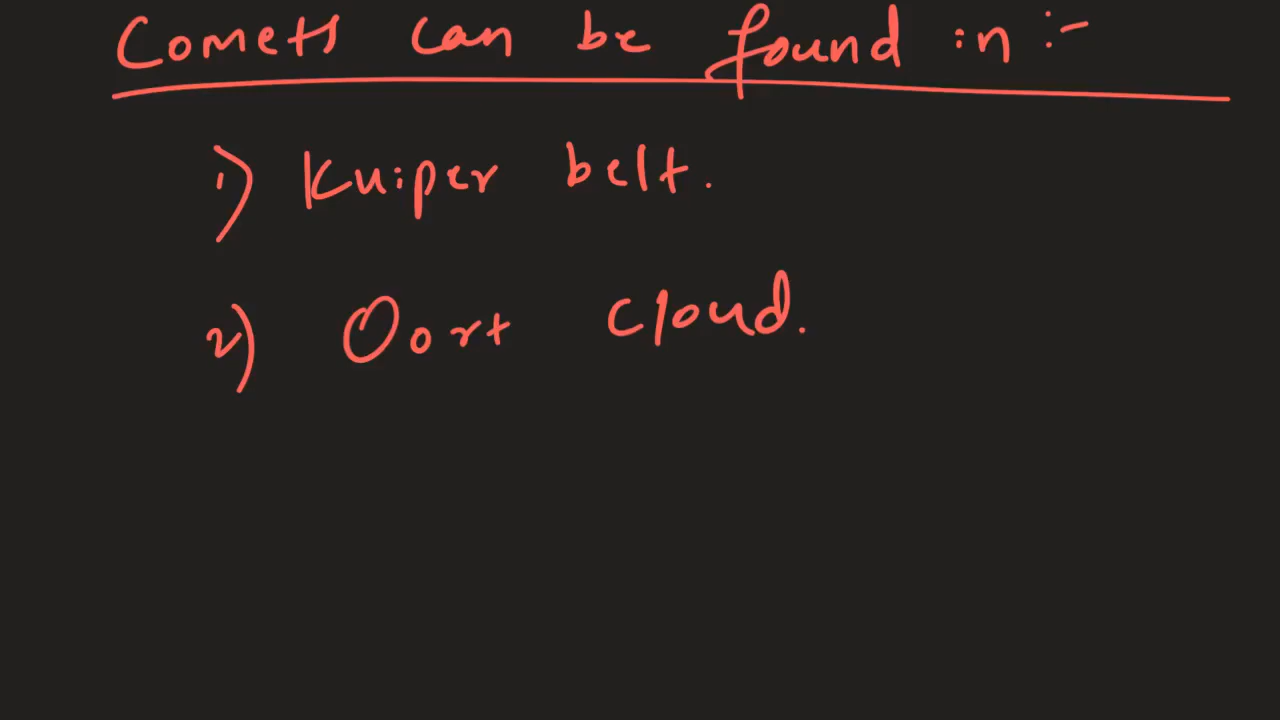 Comets can be found in :-
1) Kuiper belt.
2) Oort cloud.